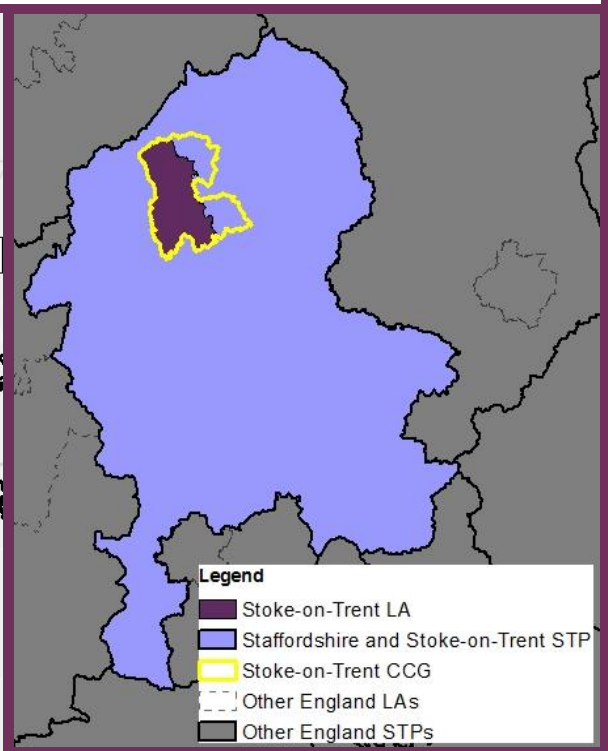 Legend
Stoke-on-Trent LA
Staffordshire and Stoke-on-Trent STP
Stoke-on-Trent CCG
Other England LAs
Other England STPs